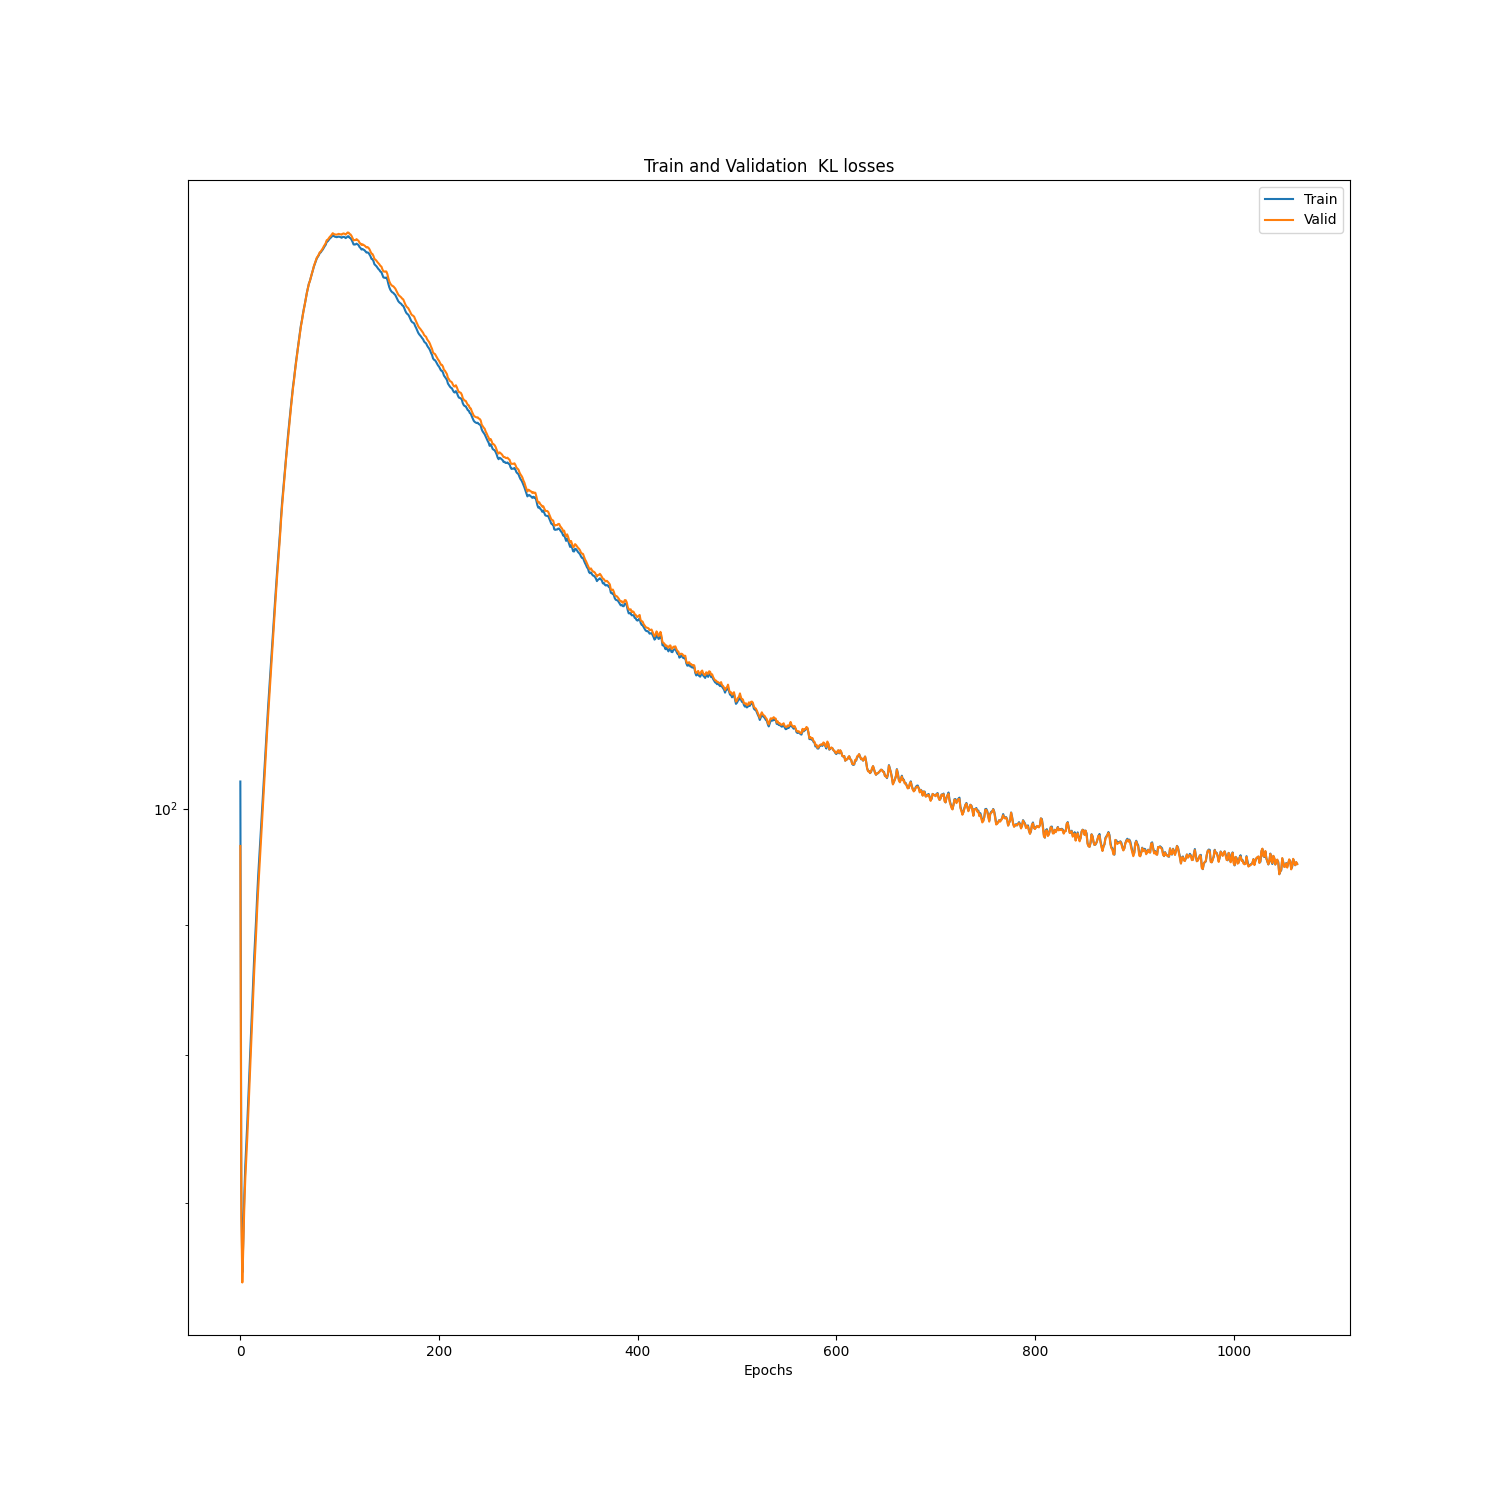 Train and Validation  KL losses
Train
Valid
10²
0 200 400 600 800 1000
Epochs